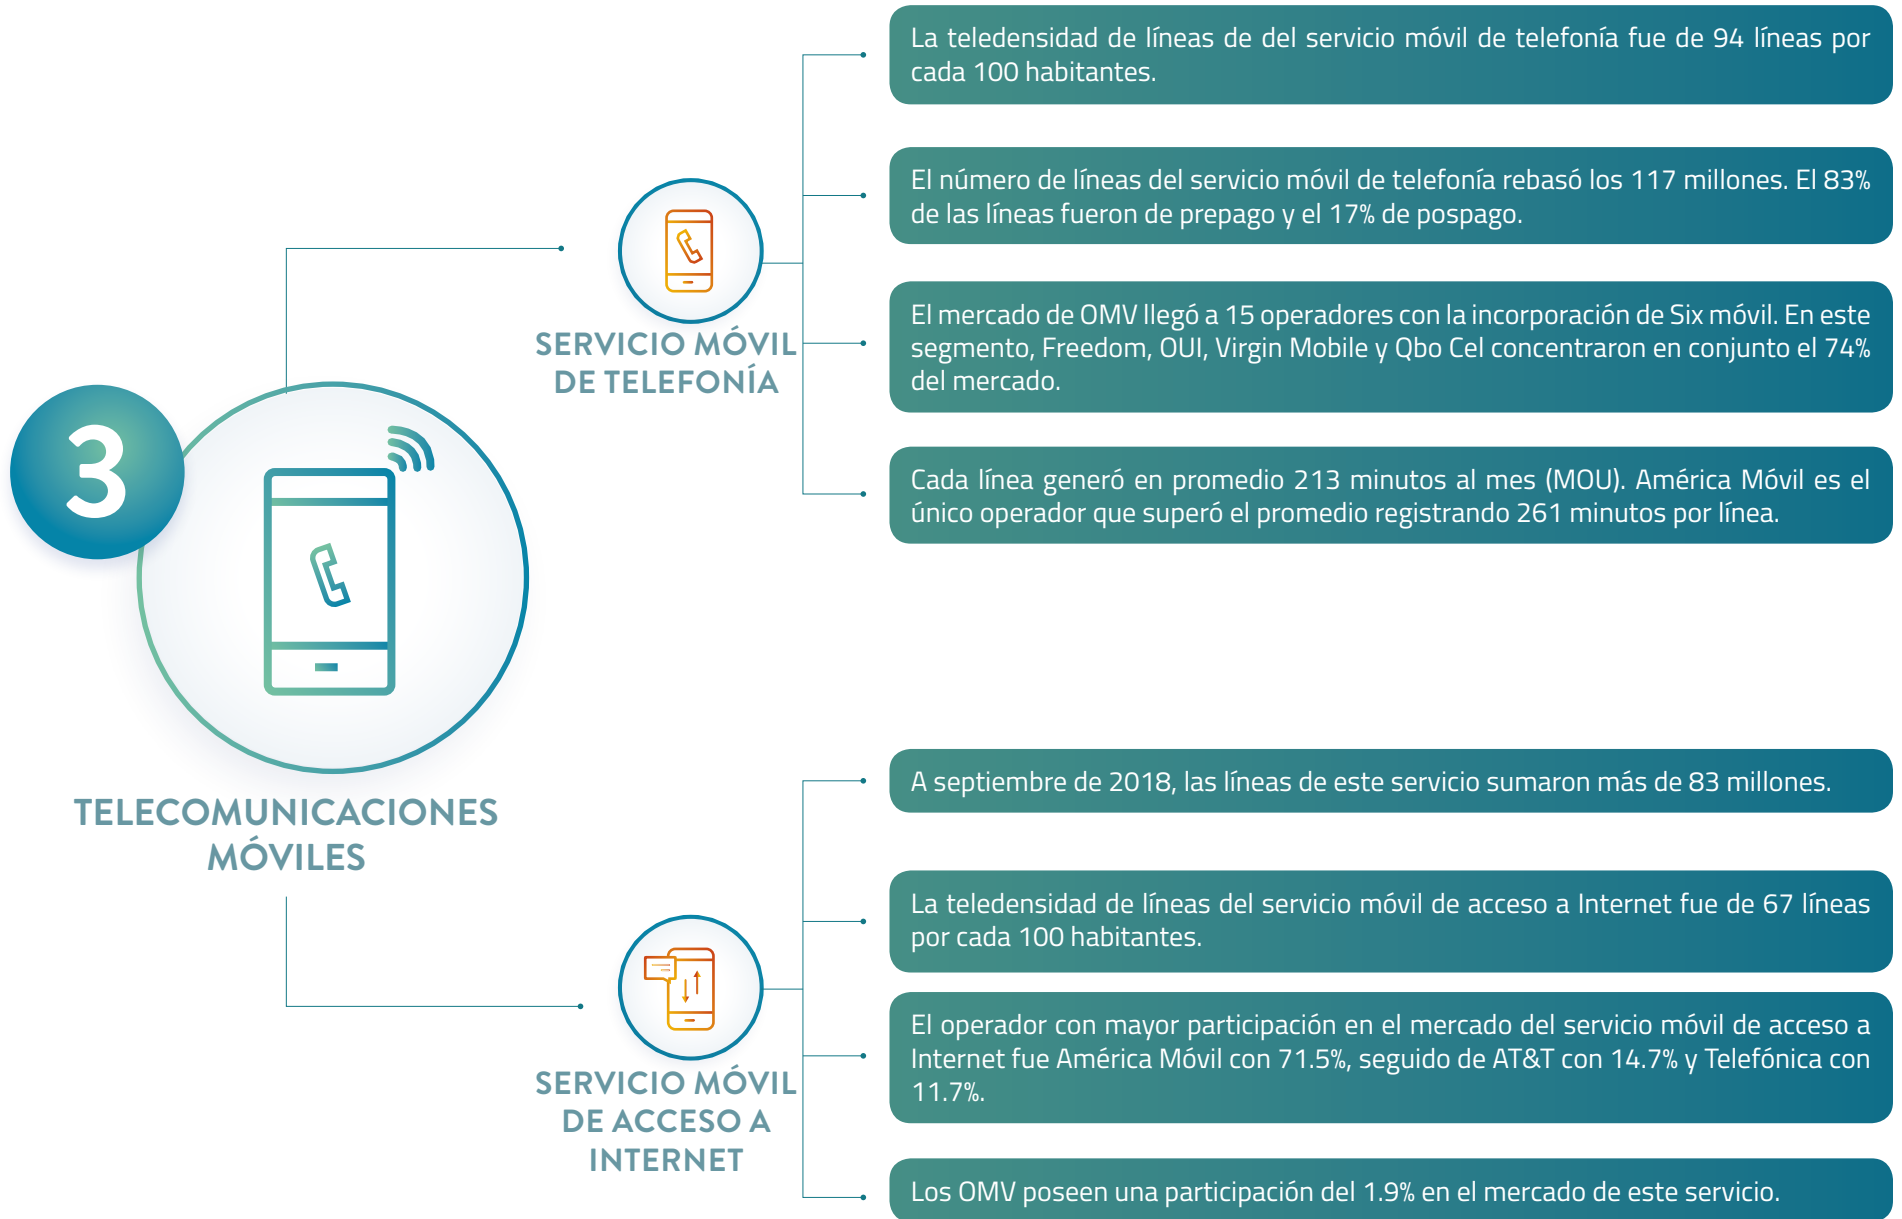 3
TELECOMUNICACIONES
MÓVILES
SERVICIO MÓVIL
DE TELEFONÍA
La teledensidad de líneas de del servicio móvil de telefonía fue de 94 líneas por
cada 100 habitantes.
El número de líneas del servicio móvil de telefonía rebasó los 117 millones. El 83%
de las líneas fueron de prepago y el 17% de pospago.
El mercado de OMV llegó a 15 operadores con la incorporación de Six móvil. En este
segmento, Freedom, OUI, Virgin Mobile y Qbo Cel concentraron en conjunto el 74%
del mercado.
Cada línea generó en promedio 213 minutos al mes (MOU). América Móvil es el
único operador que superó el promedio registrando 261 minutos por línea.
SERVICIO MÓVIL
DE ACCESO A
INTERNET
A septiembre de 2018, las líneas de este servicio sumaron más de 83 millones.
La teledensidad de líneas del servicio móvil de acceso a Internet fue de 67 líneas
por cada 100 habitantes.
El operador con mayor participación en el mercado del servicio móvil de acceso a
Internet fue América Móvil con 71.5%, seguido de AT&T con 14.7% y Telefónica con
11.7%.
Los OMV poseen una participación del 1.9% en el mercado de este servicio.